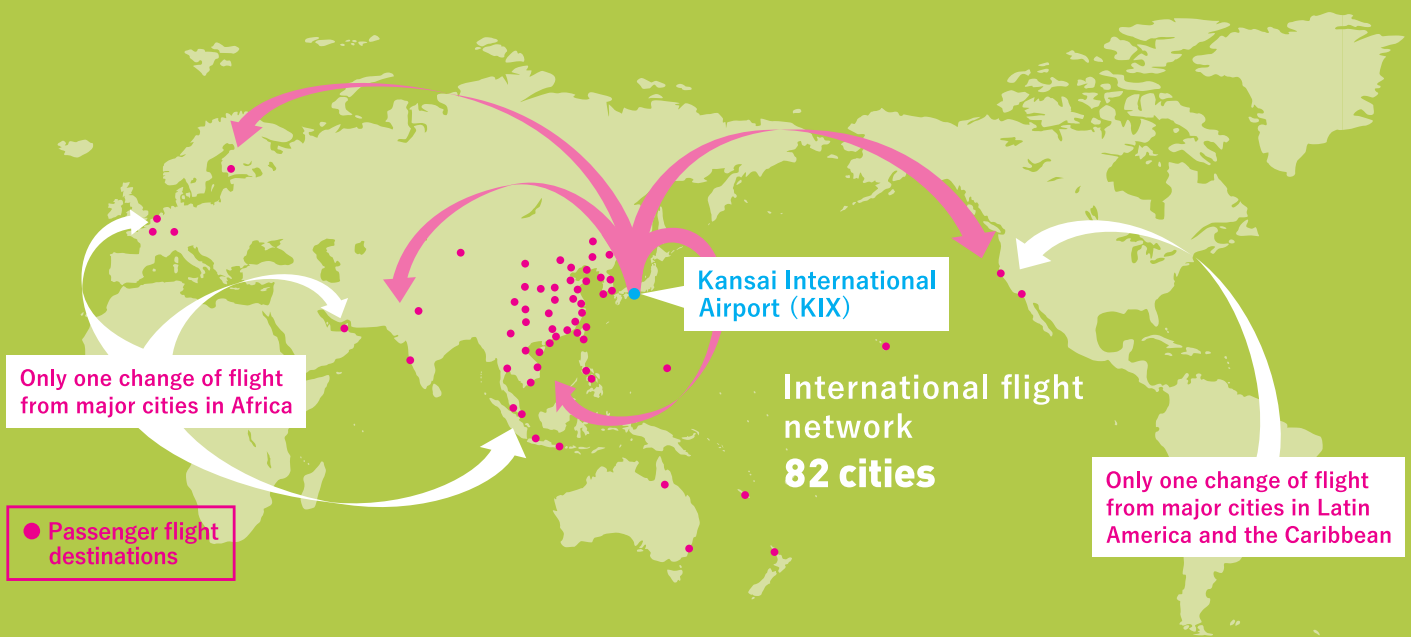 Kansai International
Airport (KIX)
Only one change of flight
from major cities in Africa
International flight
network
82 cities
Only one change of flight
from major cities in Latin
America and the Caribbean
Passenger flight
destinations